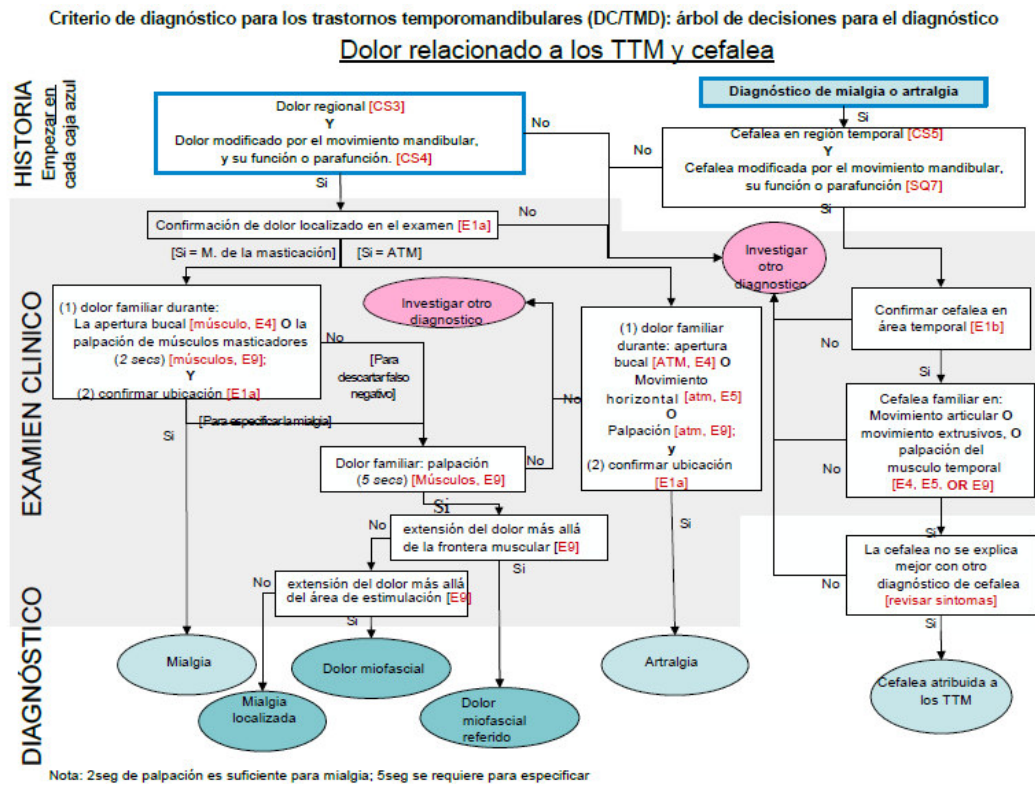 Criterio de diagnóstico para los trastornos temporomandibulares (DC/TMD): árbol de decisiones para el diagnóstico
Dolor relacionado a los TTM y cefalea
HISTORIA
Empezar en
cada caja azul
Dolor regional [CS3]
Y
Dolor modificado por el movimiento mandibular,
y su función o parafunción. [CS4]
No
Si
Diagnóstico de mialgia o artralgia
Si
Cefalea en región temporal [CS5]
Y
Cefalea modificada por el movimiento mandibular,
su función o parafunción [SQ7]
No
Si
EXAMIEN CLINICO
Confirmación de dolor localizado en el examen [E1a]
No
[Si = M. de la masticación]
[Si = ATM]
Investigar
otro
diagnostico
(1) dolor familiar durante:
La apertura bucal [músculo, E4] O la
palpación de músculos masticadores
(2 secs) [músculos, E9];
Y
(2) confirmar ubicación [E1a]
No
[Para
descartar falso
negativo]
[Para especificar la mialgia]
Si
Investigar otro
diagnostico
(1) dolor familiar
durante: apertura
bucal [ATM, E4] O
Movimiento
horizontal [atm, E5]
O
Palpación [atm, E9];
y
(2) confirmar ubicación
[E1a]
No
Si
Confirmar cefalea en
área temporal [E1b]
No
Si
Cefalea familiar en:
Movimiento articular O
movimiento extrusivos, O
palpación del
musculo temporal
[E4, E5, OR E9]
No
Si
Dolor familiar: palpación
(5 secs) [Músculos, E9]
No
Si
extensión del dolor más allá
de la frontera muscular [E9]
No
Si
La cefalea no se explica
mejor con otro
diagnóstico de cefalea
[revisar sintomas]
No
Si
extensión del dolor más allá
del área de estimulación [E9]
No
Si
DIAGNÓSTICO
Mialgia
Mialgia
localizada
Dolor miofascial
Dolor
miofascial
referido
Artralgia
Cefalea atribuida a
los TTM
Nota: 2seg de palpación es suficiente para mialgia; 5seg se requiere para especificar